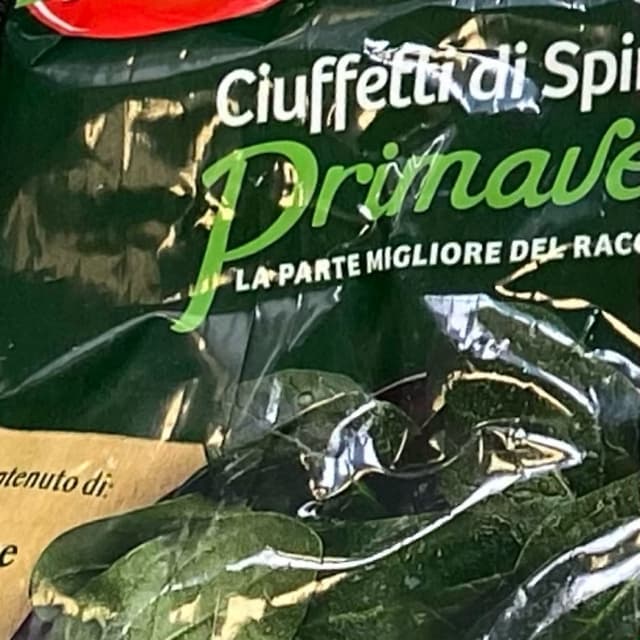 Ciuffetti di Spi
Primave
LA PARTE MIGLIORE DEL RACC
ntenuto di:
e